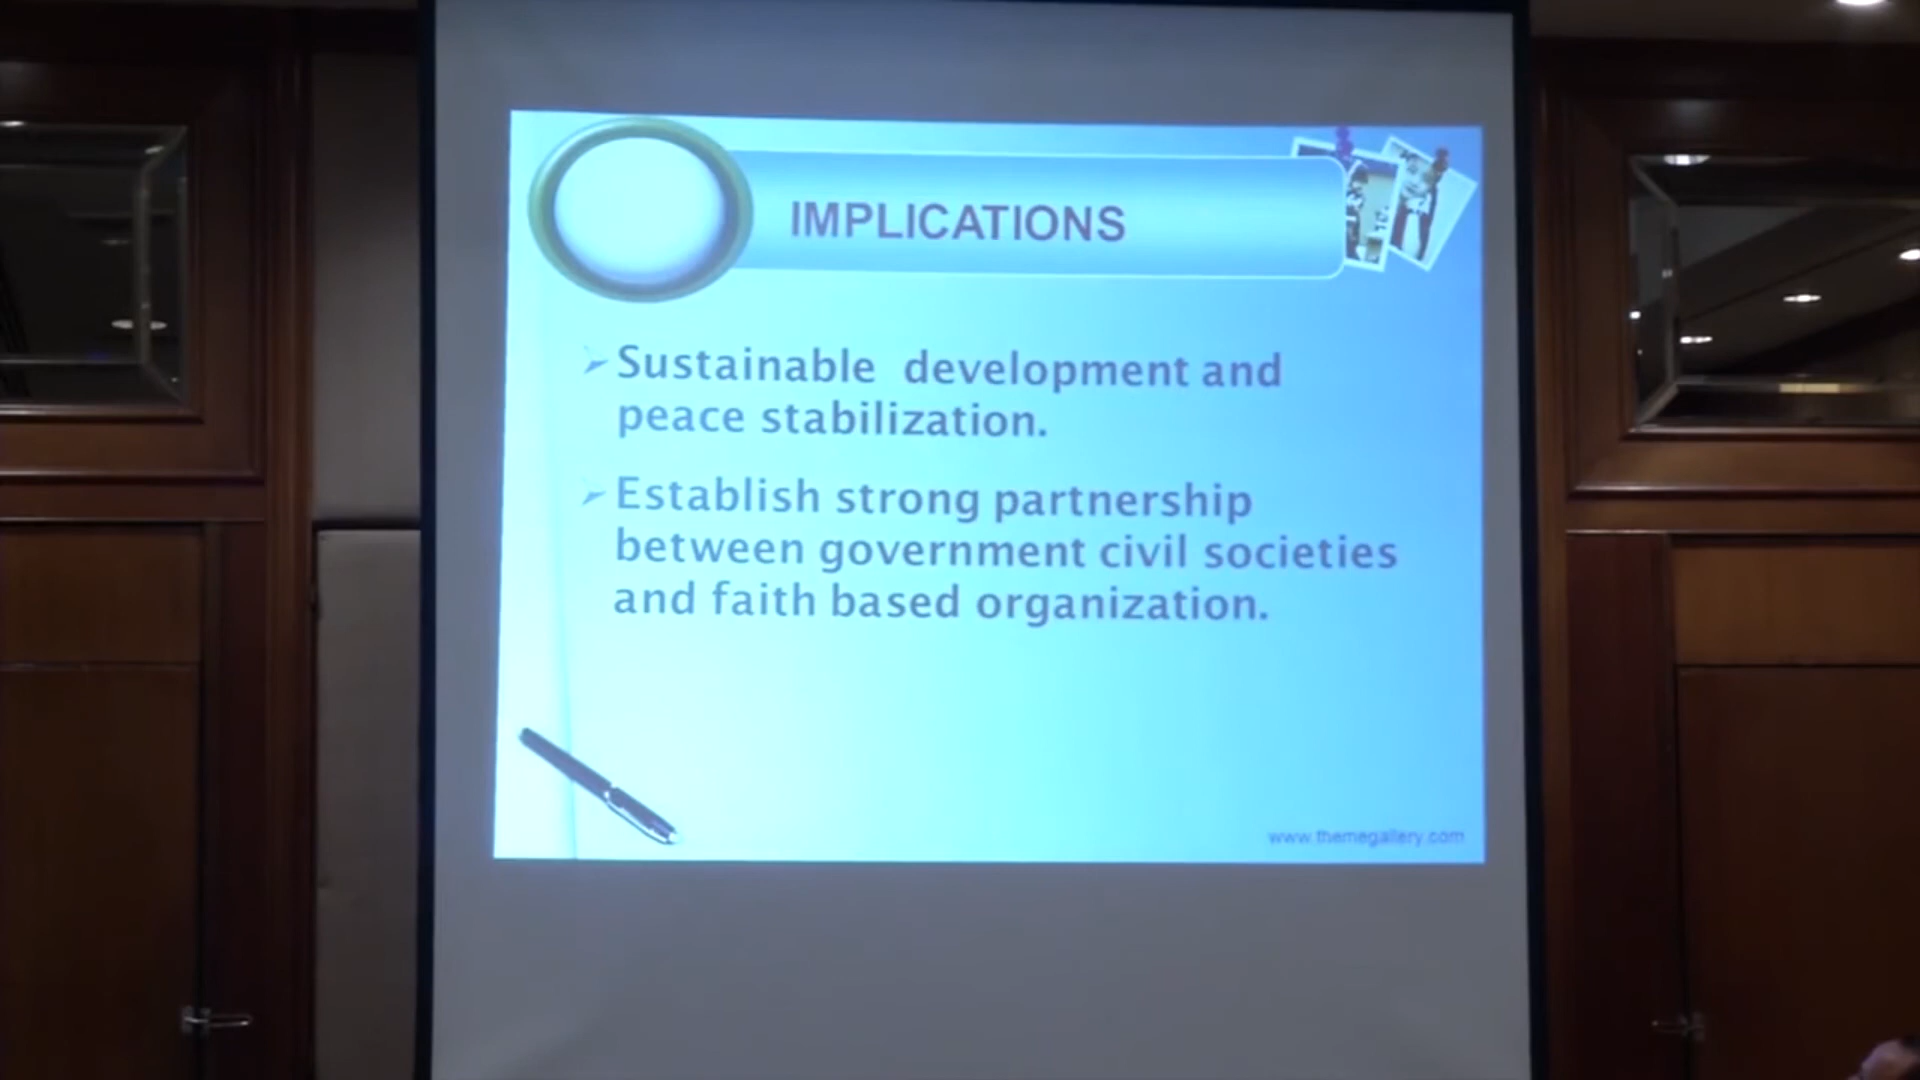 IMPLICATIONS
Sustainable development and
peace stabilization.
Establish strong partnership
between government civil societies
and faith based organization.
www.themegallery.com